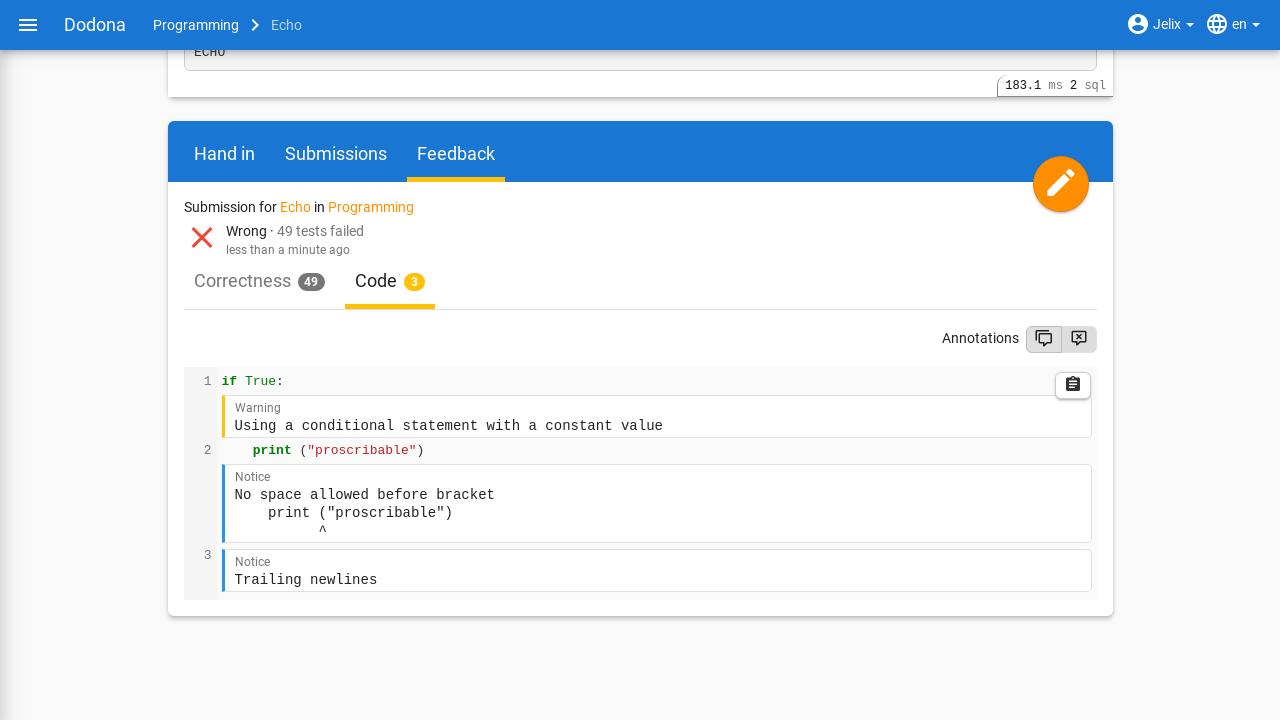 Dodona Programming Echo Jelix en
ECHO
183.1 ms 2 sql
Hand in Submissions Feedback
Submission for Echo in Programming
Wrong · 49 tests failed
less than a minute ago
Correctness 49 Code 3
Annotations
1 if True:
Warning
Using a conditional statement with a constant value
2 print ("proscribable")
Notice
No space allowed before bracket
print ("proscribable")
^
3
Notice
Trailing newlines